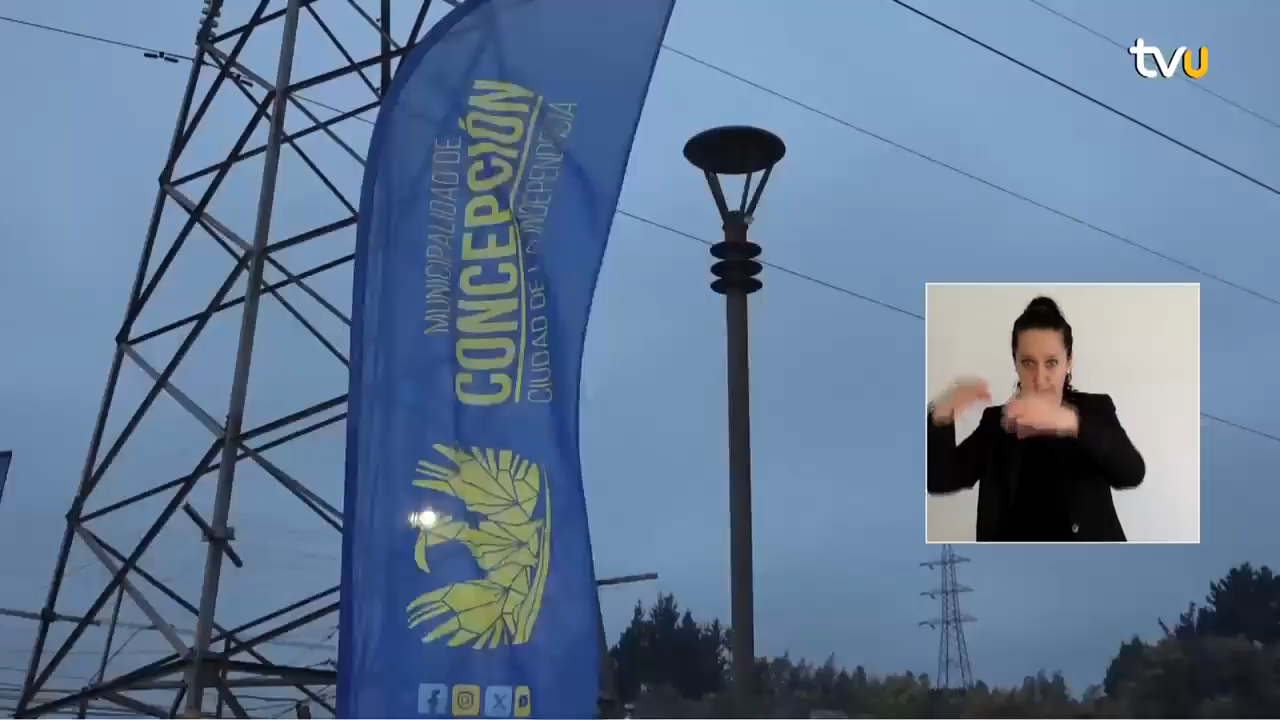 tvu
MUNICIPALIDAD DE
CONCEPCIÓN
CIUDAD DE LA INDEPENDENCIA